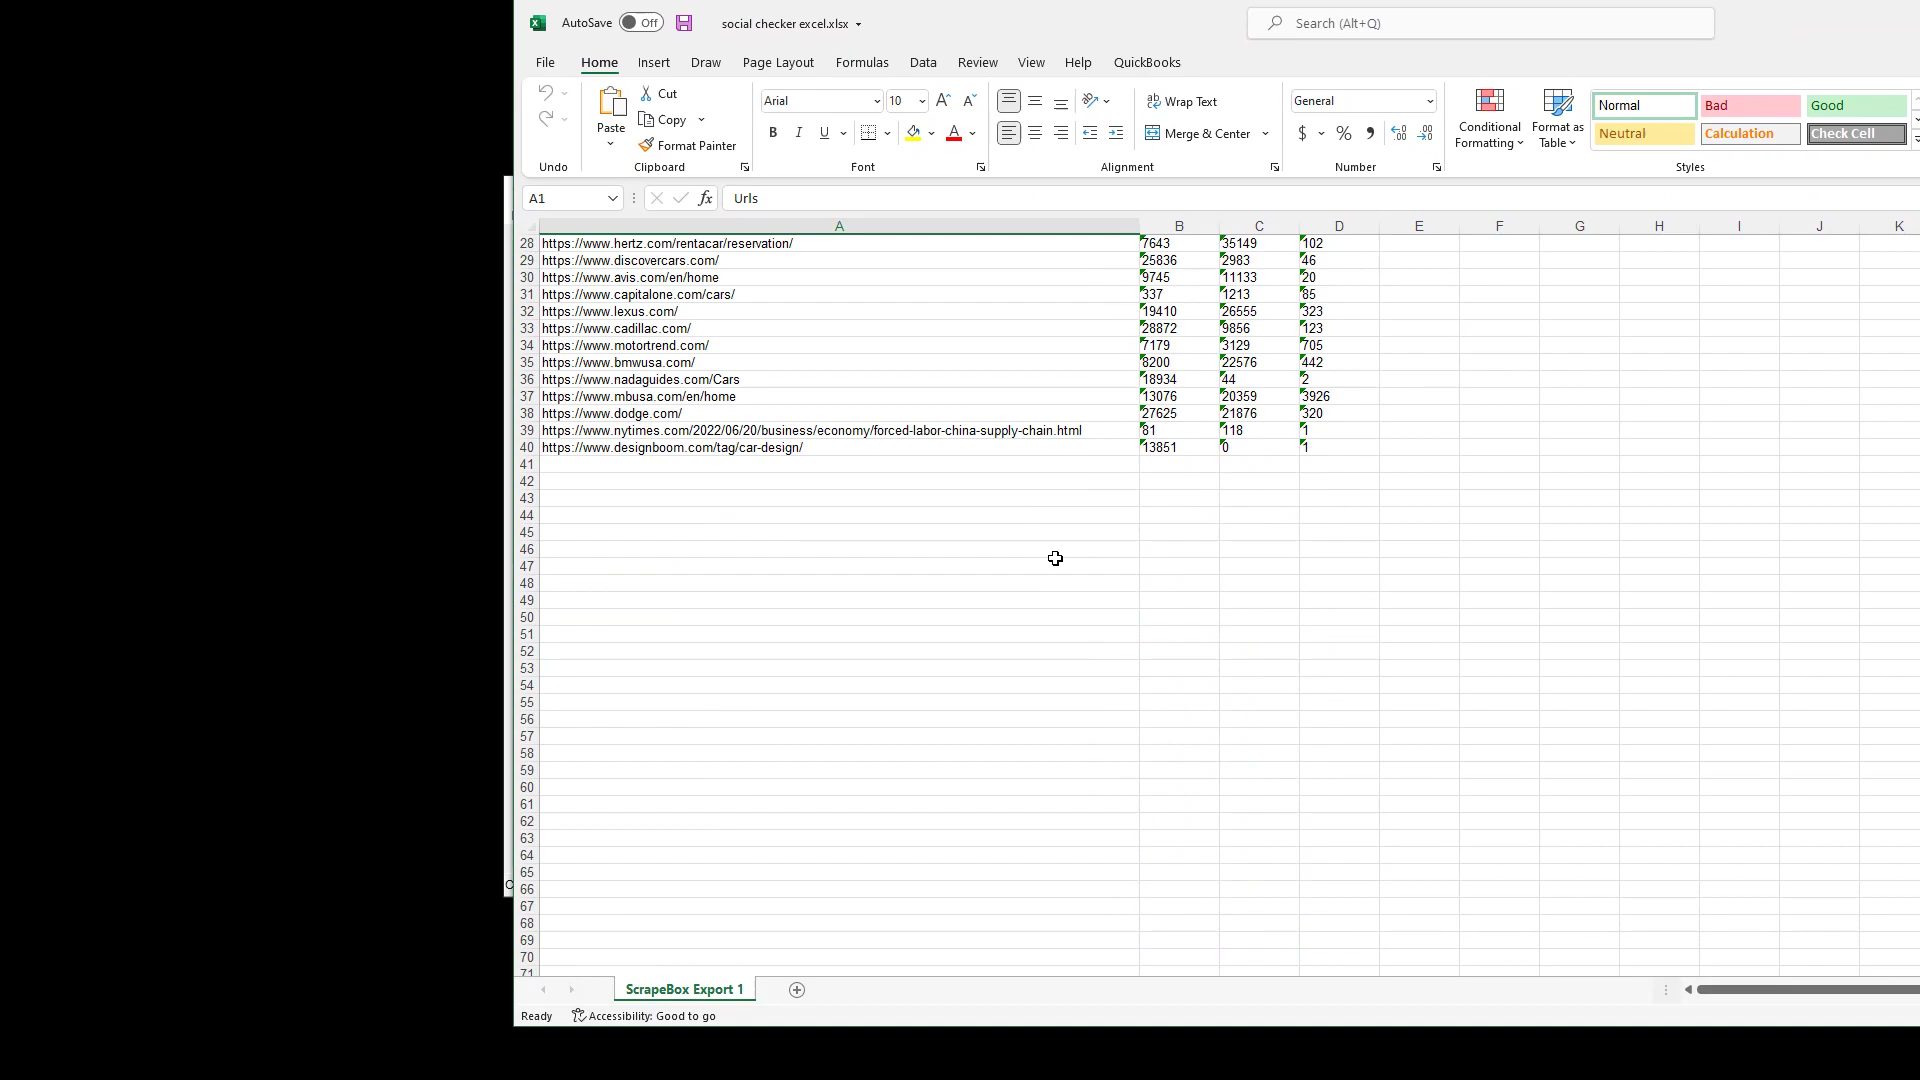 AutoSave Off social checker excel.xlsx Search (Alt+Q)
File Home Insert Draw Page Layout Formulas Data Review View Help QuickBooks
Paste Cut Copy Format Painter
Arial 10 A A
B I U A
Wrap Text
Merge & Center
General
$ %
Conditional Formatting
Format as Table
Normal Bad Good
Neutral Calculation Check Cell
Undo Clipboard Font Alignment Number Styles
A1 fx Urls
A B C D E F G H I J K
28 https://www.hertz.com/rentacar/reservation/ 7643 35149 102
29 https://www.discovercars.com/ 25836 2983 46
30 https://www.avis.com/en/home 9745 11133 20
31 https://www.capitalone.com/cars/ 337 1213 85
32 https://www.lexus.com/ 19410 26555 323
33 https://www.cadillac.com/ 28872 9856 123
34 https://www.motortrend.com/ 7179 3129 705
35 https://www.bmwusa.com/ 8200 22576 442
36 https://www.nadaguides.com/Cars 18934 44 2
37 https://www.mbusa.com/en/home 13076 20359 3926
38 https://www.dodge.com/ 27625 21876 320
39 https://www.nytimes.com/2022/06/20/business/economy/forced-labor-china-supply-chain.html 81 118 1
40 https://www.designboom.com/tag/car-design/ 13851 0 1
41
42
43
44
45
46
47
48
49
50
51
52
53
54
55
56
57
58
59
60
61
62
63
64
65
66
67
68
69
70
71
ScrapeBox Export 1
Ready Accessibility: Good to go